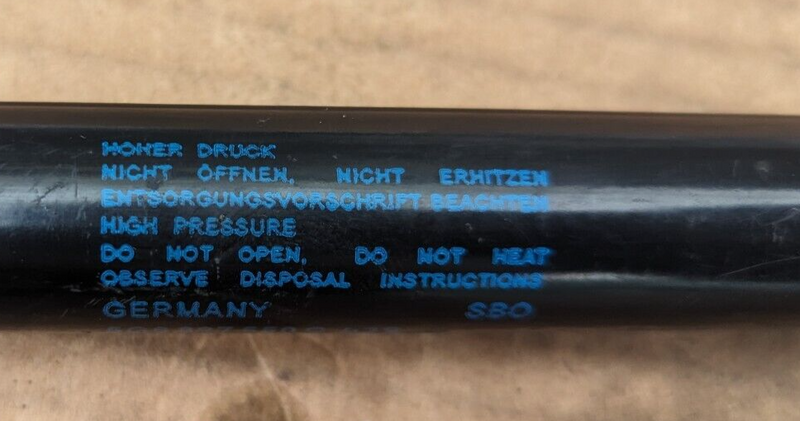 HOHER DRUCK
NICHT ÖFFNEN, NICHT ERHITZEN
ENTSORGUNGSVORSCHRIFT BEACHTEN
HIGH PRESSURE
DO NOT OPEN, DO NOT HEAT
OBSERVE DISPOSAL INSTRUCTIONS
GERMANY SBO